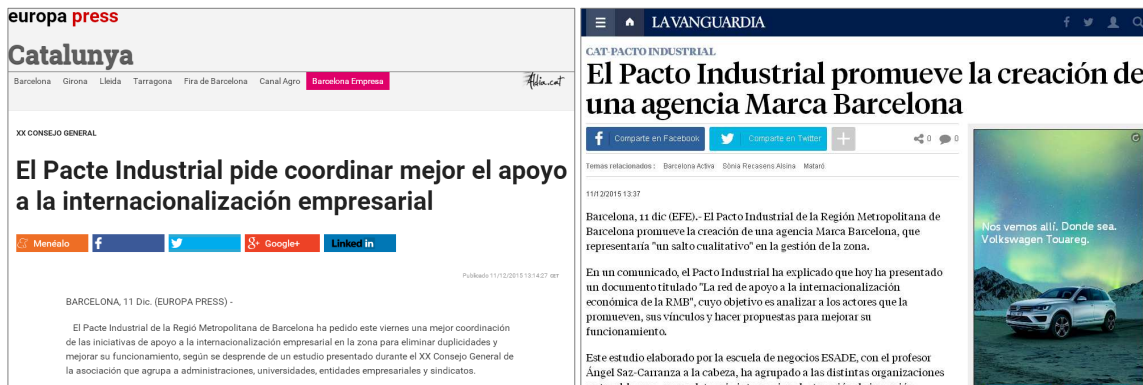 europa press
Catalunya
Barcelona Girona Lleida Tarragona Fira de Barcelona Canal Agro Barcelona Empresa
Aldia.cat
XX CONSEJO GENERAL
El Pacte Industrial pide coordinar mejor el apoyo
a la internacionalización empresarial
Menéalo
Google+
Linked in
Publicado 11/12/2015 13:14:27 CET
BARCELONA, 11 Dic. (EUROPA PRESS) -
El Pacte Industrial de la Regió Metropolitana de Barcelona ha pedido este viernes una mejor coordinación
de las iniciativas de apoyo a la internacionalización empresarial en la zona para eliminar duplicidades y
mejorar su funcionamiento, según se desprende de un estudio presentado durante el XX Consejo General de
la asociación que agrupa a administraciones, universidades, entidades empresariales y sindicatos.
LA VANGUARDIA
CAT-PACTO INDUSTRIAL
El Pacto Industrial promueve la creación de
una agencia Marca Barcelona
Comparte en Facebook
Comparte en Twitter
0 0
Temas relacionados : Barcelona Activa Sònia Recasens Alsina Mataró
11/12/2015 13:37
Barcelona, 11 dic (EFE).- El Pacto Industrial de la Región Metropolitana de
Barcelona promueve la creación de una agencia Marca Barcelona, que
representaría "un salto cualitativo" en la gestión de la zona.
En un comunicado, el Pacto Industrial ha explicado que hoy ha presentado
un documento titulado "La red de apoyo a la internacionalización
económica de la RMB", cuyo objetivo es analizar a los actores que la
promueven, sus vínculos y hacer propuestas para mejorar su
funcionamiento.
Este estudio elaborado por la escuela de negocios ESADE, con el profesor
Ángel Saz-Carranza a la cabeza, ha agrupado a las distintas organizaciones
Nos vemos allí. Donde sea.
Volkswagen Touareg.